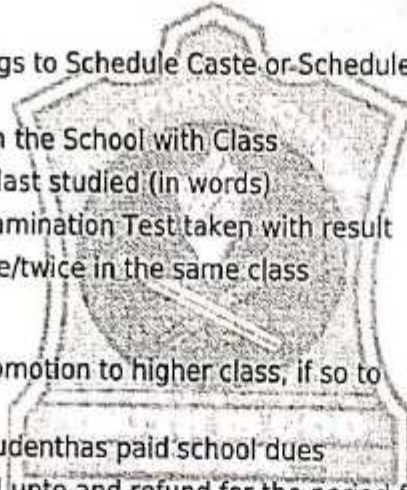 gs to Schedule Caste or Schedule
the School with Class
last studied (in words)
amination Test taken with result
e/twice in the same class
omotion to higher class, if so to
udenthas paid school dues
upto and refund for the period f